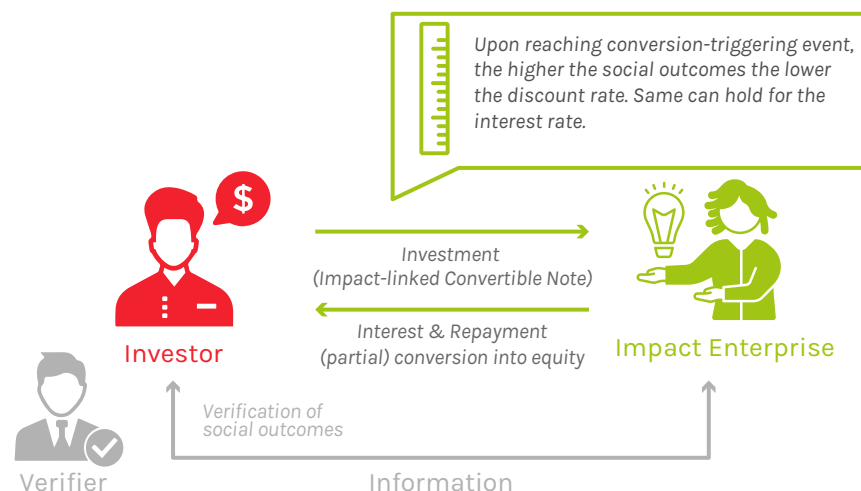 Upon reaching conversion-triggering event,
the higher the social outcomes the lower
the discount rate. Same can hold for the
interest rate.
$
Investment
(Impact-linked Convertible Note)
Interest & Repayment
(partial) conversion into equity
Investor
Impact Enterprise
Verification of
social outcomes
Verifier
Information